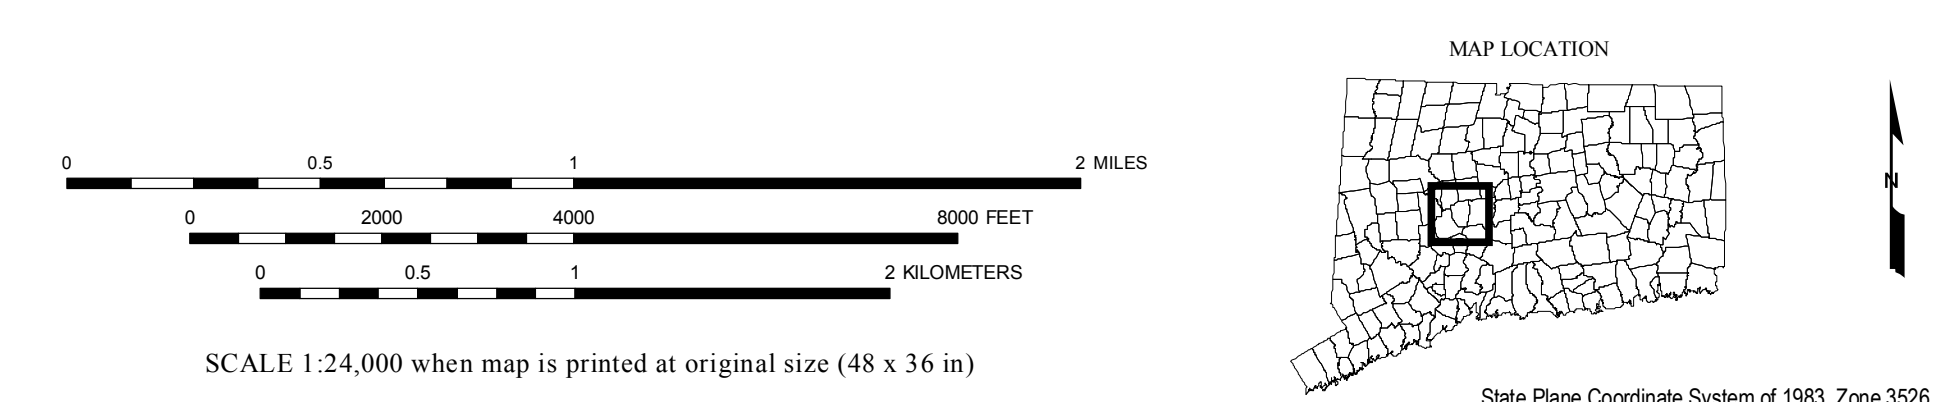 MAP LOCATION
0 0.5 1 2 MILES
0 2000 4000 8000 FEET
0 0.5 1 2 KILOMETERS
N
SCALE 1:24,000 when map is printed at original size (48 x 36 in)
State Plane Coordinate System of 1983, Zone 3526